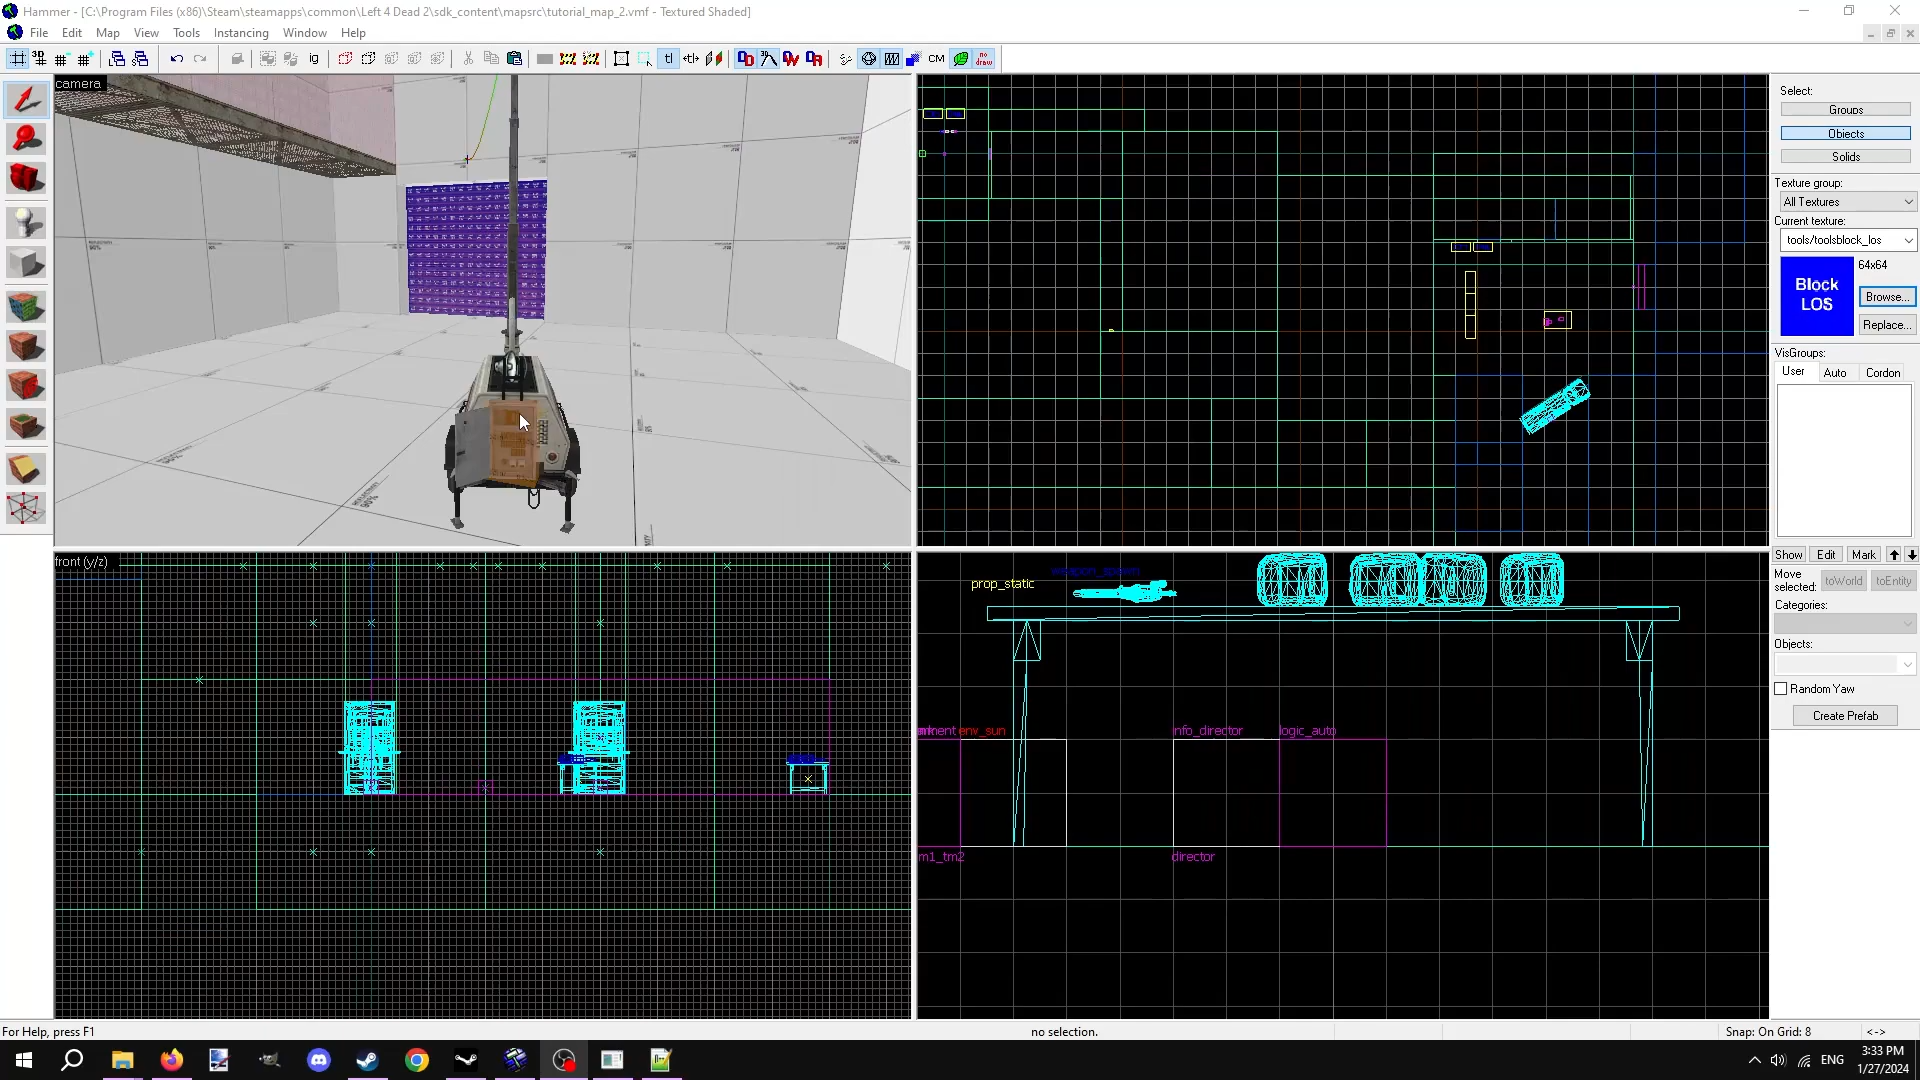 Hammer - [C:\Program Files (x86)\Steam\steamapps\common\Left 4 Dead 2\sdk_content\mapsrc\tutorial_map_2.vmf - Textured Shaded]
File Edit Map View Tools Instancing Window Help
camera
front (y/z)
prop_static
weapon_spawn
env_sun
info_director
logic_auto
m1_tm2
director
Select:
Groups
Objects
Solids
Texture group:
All Textures
Current texture:
tools/toolsblock_los
Block
LOS
64x64
Browse...
Replace...
VisGroups:
User Auto Cordon
Show Edit Mark
Move
selected:
toWorld toEntity
Categories:
Objects:
Random Yaw
Create Prefab
For Help, press F1
no selection.
Snap: On Grid: 8
<->
ENG
3:33 PM
1/27/2024